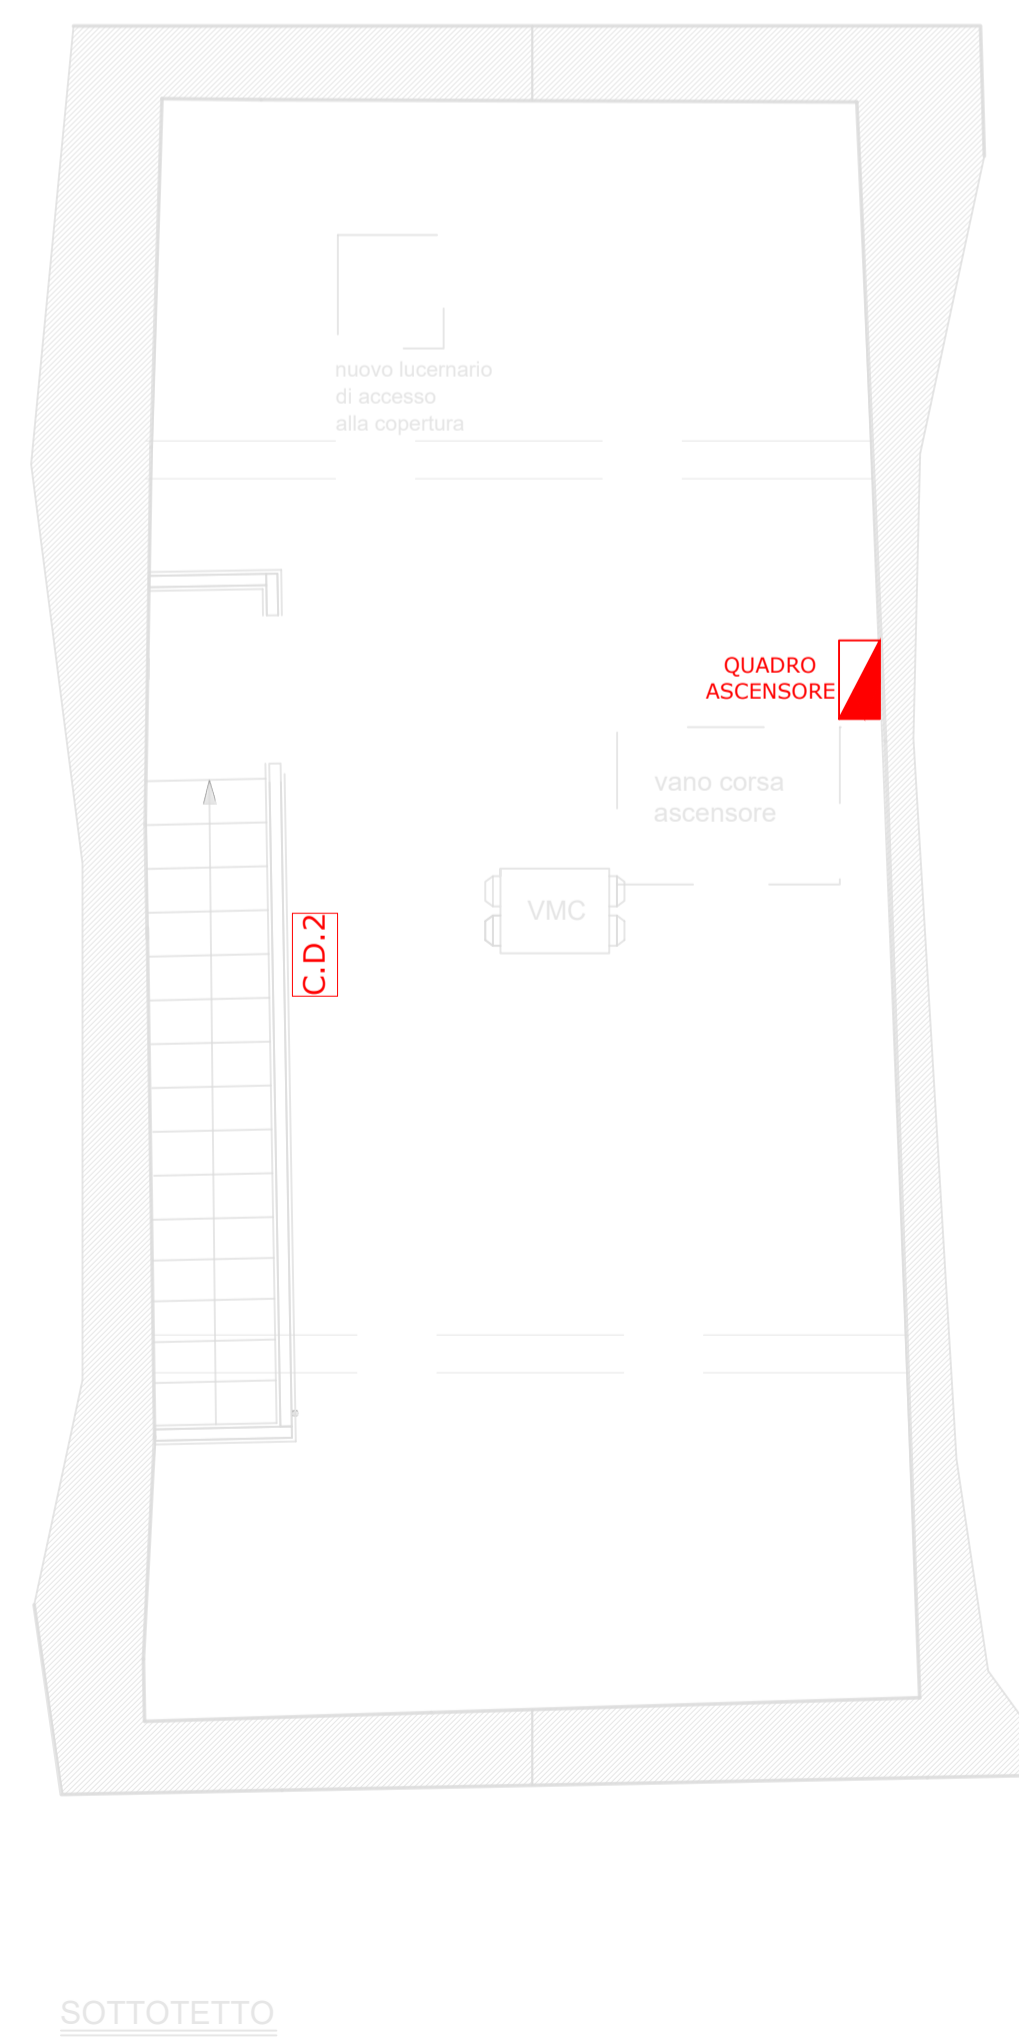 nuovo lucernario
di accesso
alla copertura
QUADRO
ASCENSORE
vano corsa
ascensore
VMC
C.D.2
SOTTOTETTO